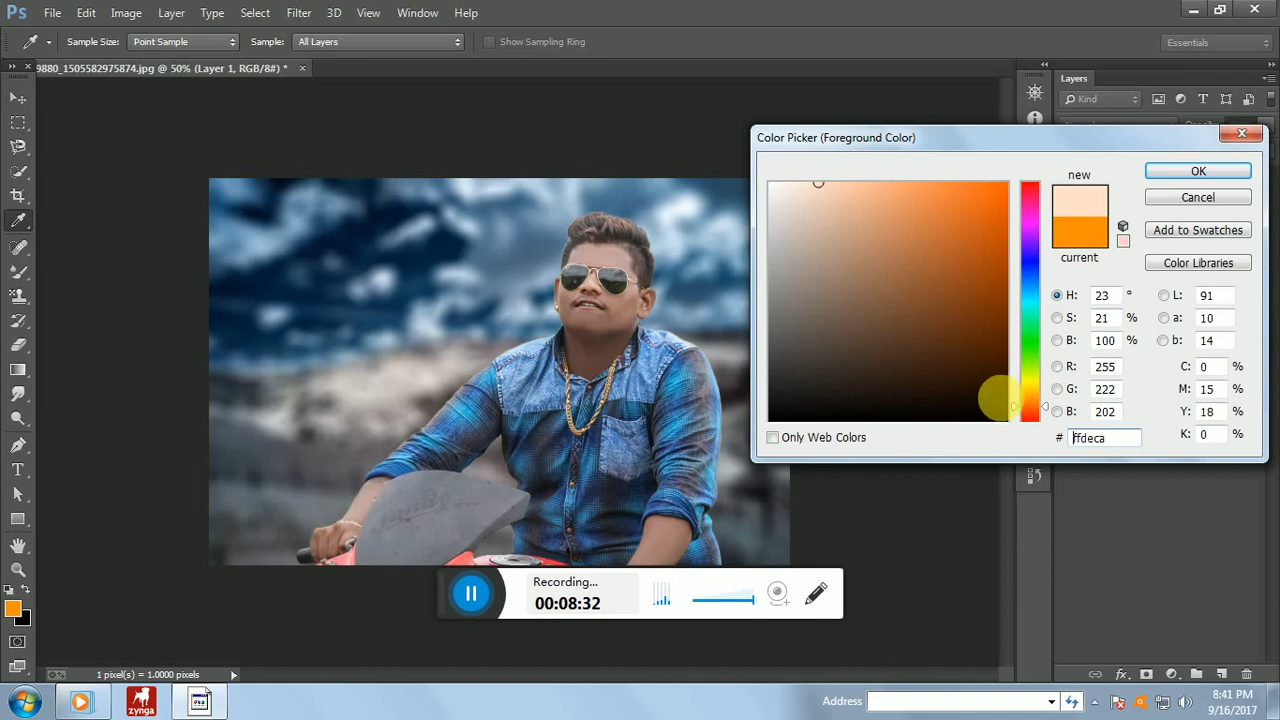 Ps File Edit Image Layer Type Select Filter 3D View Window Help
Sample Size: Point Sample Sample: All Layers Show Sampling Ring Essentials
9880_1505582975874.jpg @ 50% (Layer 1, RGB/8#) * ×
Layers
Kind
Color Picker (Foreground Color)
new
current
OK
Cancel
Add to Swatches
Color Libraries
H: 23 °
S: 21 %
B: 100 %
R: 255
G: 222
B: 202
L: 91
a: 10
b: 14
C: 0 %
M: 15 %
Y: 18 %
K: 0 %
Only Web Colors
# ffdeca
Recording...
00:08:32
1 pixel(s) = 1.0000 pixels
zynga
Address
8:41 PM
9/16/2017